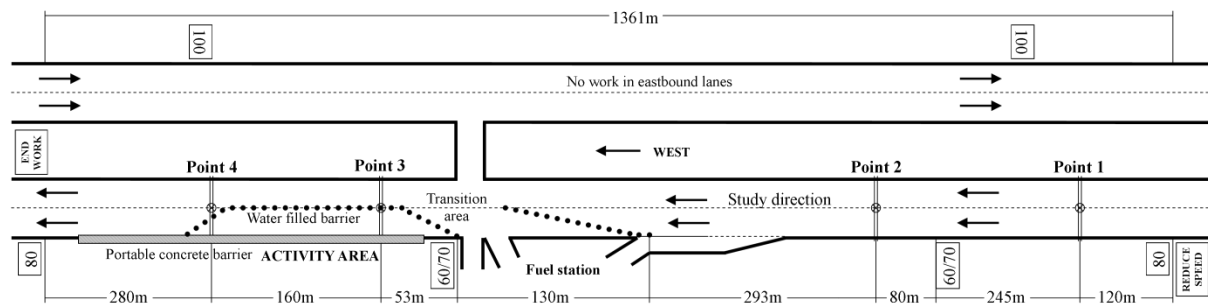 1361m
100
100
No work in eastbound lanes
END
WORK
WEST
Point 4
Point 3
Point 2
Point 1
Transition
area
Study direction
Water filled barrier
80
Portable concrete barrier
ACTIVITY AREA
60/70
Fuel station
60/70
80
REDUCE
SPEED
280m
160m
53m
130m
293m
80m
245m
120m